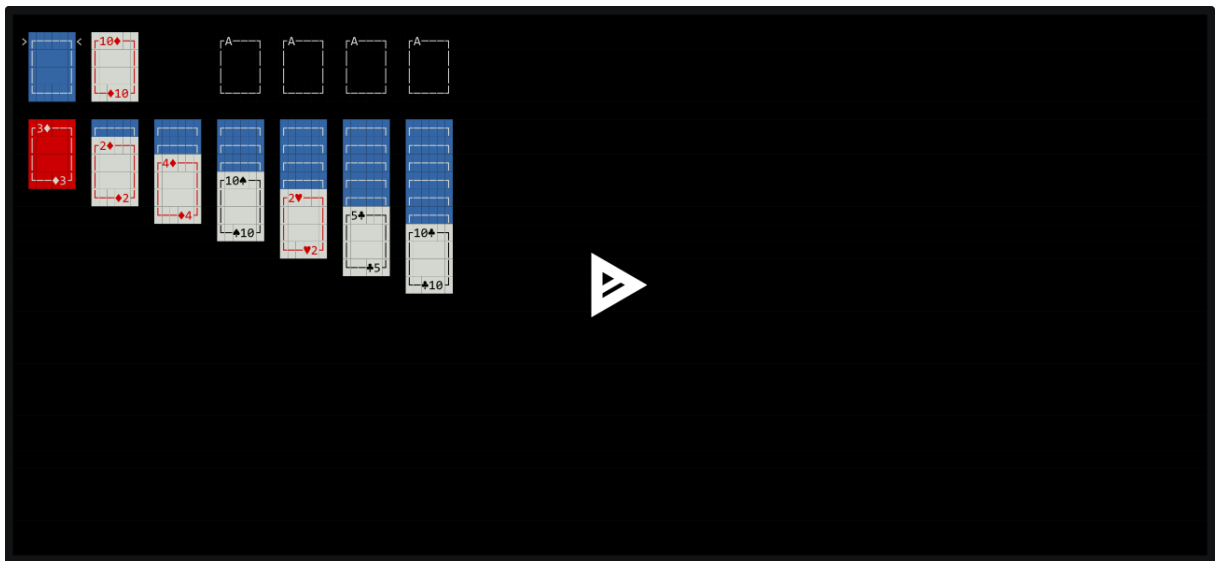 > < 10♦ A A A A
♦10
3♦ 2♦ 4♦ 10♠ 2♥ 5♣ 10♣
♦3 ♦2 ♦4 ♠10 ♥2 ♣5 ♣10